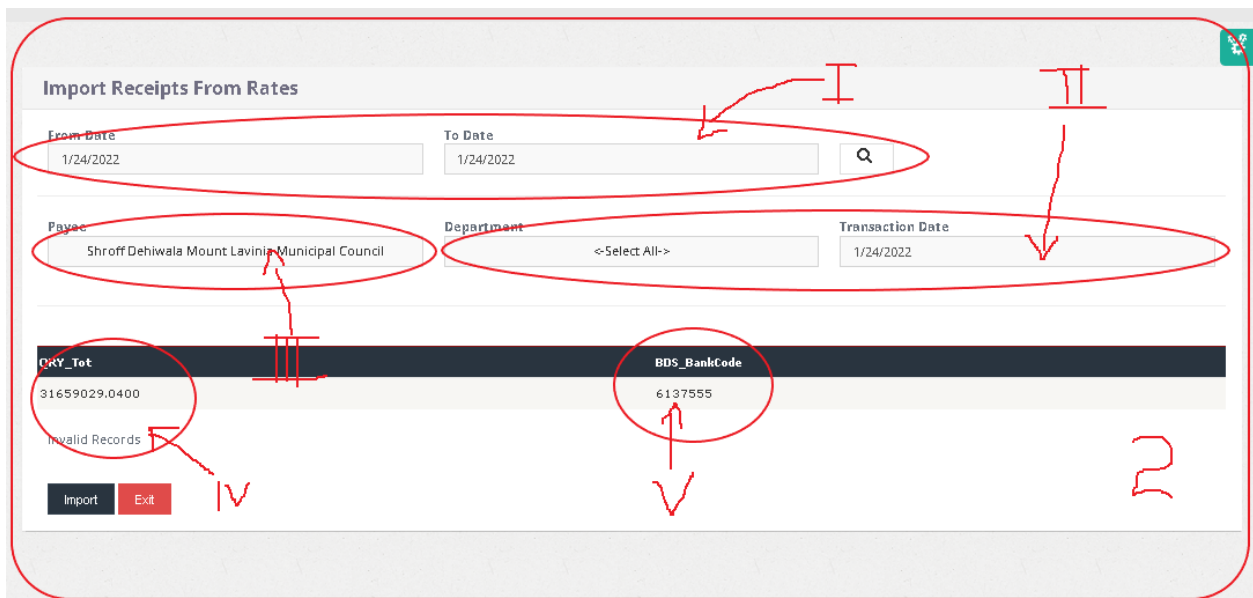 Import Receipts From Rates
I
II
From Date To Date
1/24/2022 1/24/2022
Payee Department Transaction Date
Shroff Dehiwala Mount Lavinia Municipal Council <-Select All-> 1/24/2022
III
QRY_Tot BDS_BankCode
31659029.0400 6137555
Invalid Records
2
Import Exit
IV V